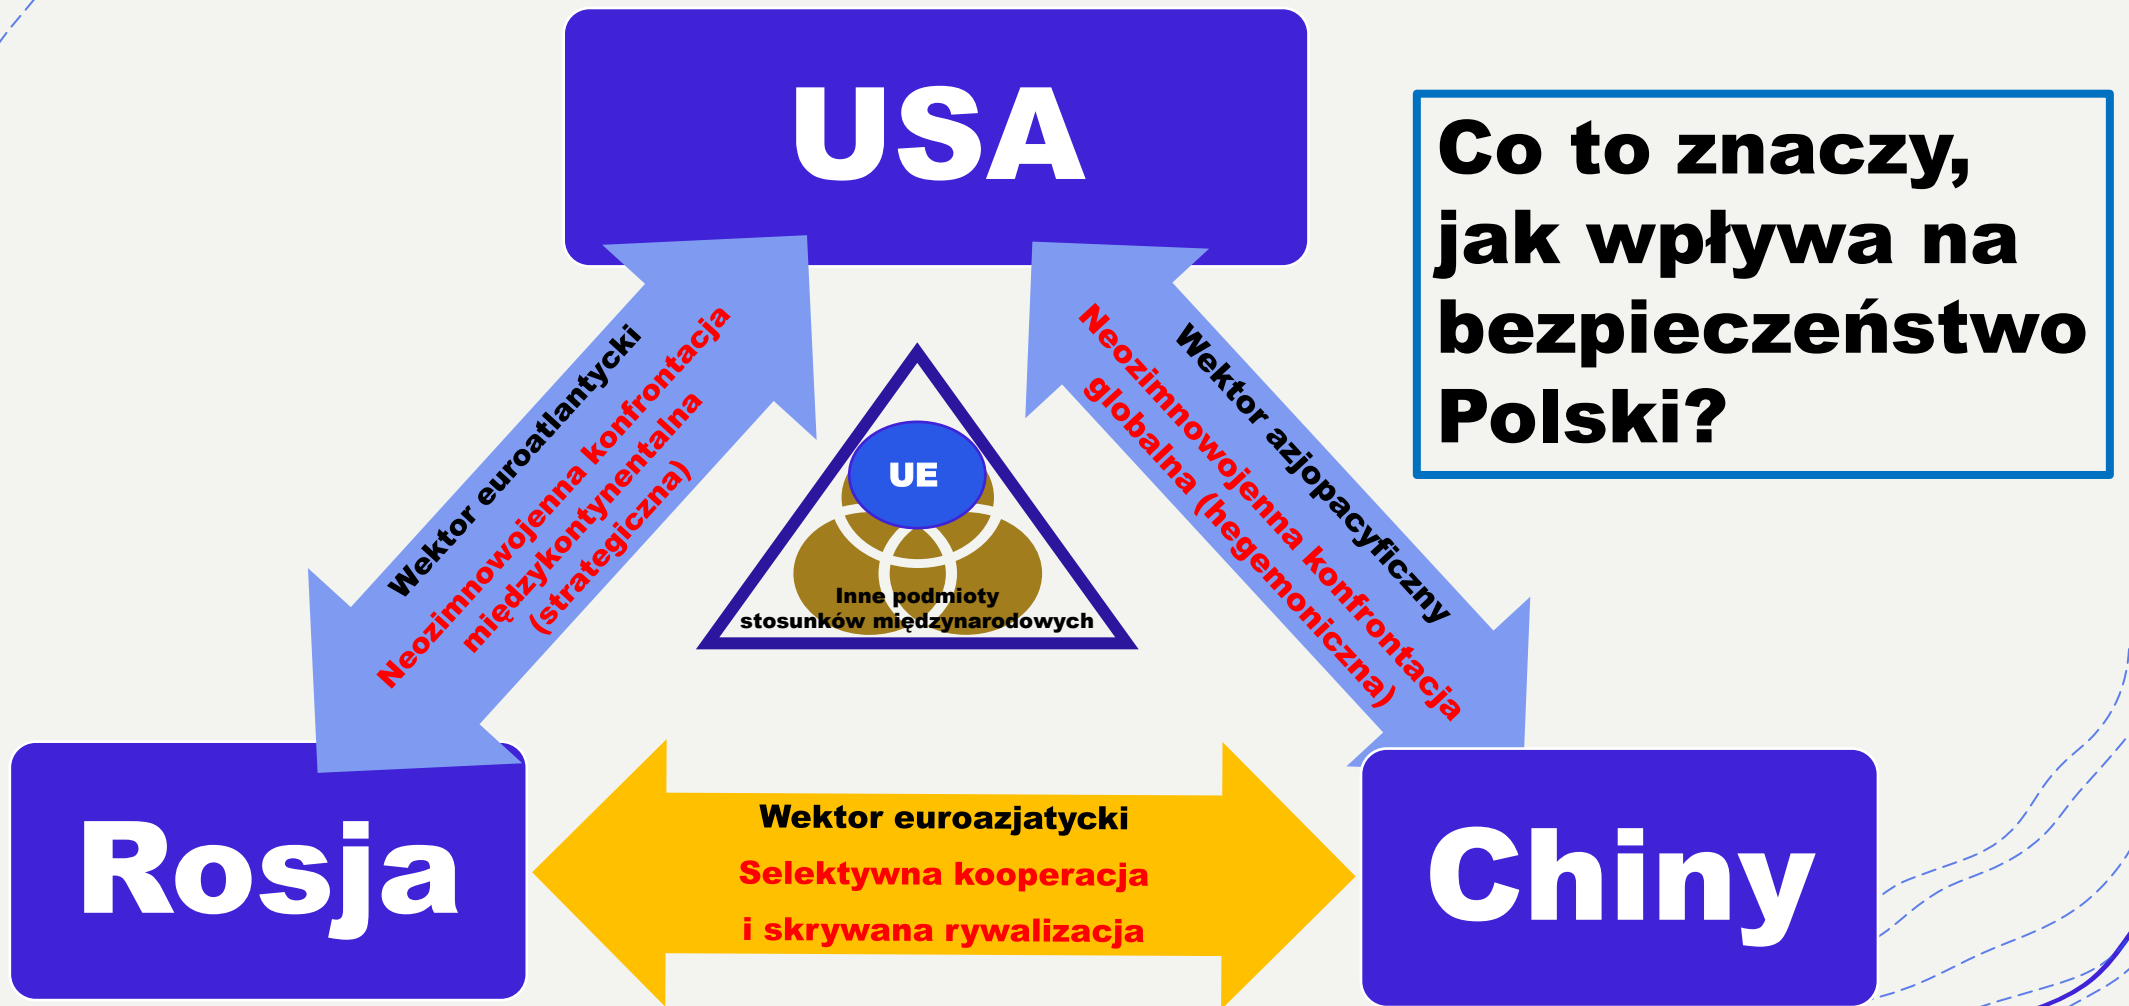 USA
Co to znaczy,
jak wpływa na
bezpieczeństwo
Polski?
Wektor euroatlantycki
Neozimnowojenna konfrontacja
międzykontynentalna
(strategiczna)
Wektor azjopacyficzny
Neozimnowojenna konfrontacja
globalna (hegemoniczna)
UE
Inne podmioty
stosunków międzynarodowych
Rosja
Wektor euroazjatycki
Selektywna kooperacja
i skrywana rywalizacja
Chiny